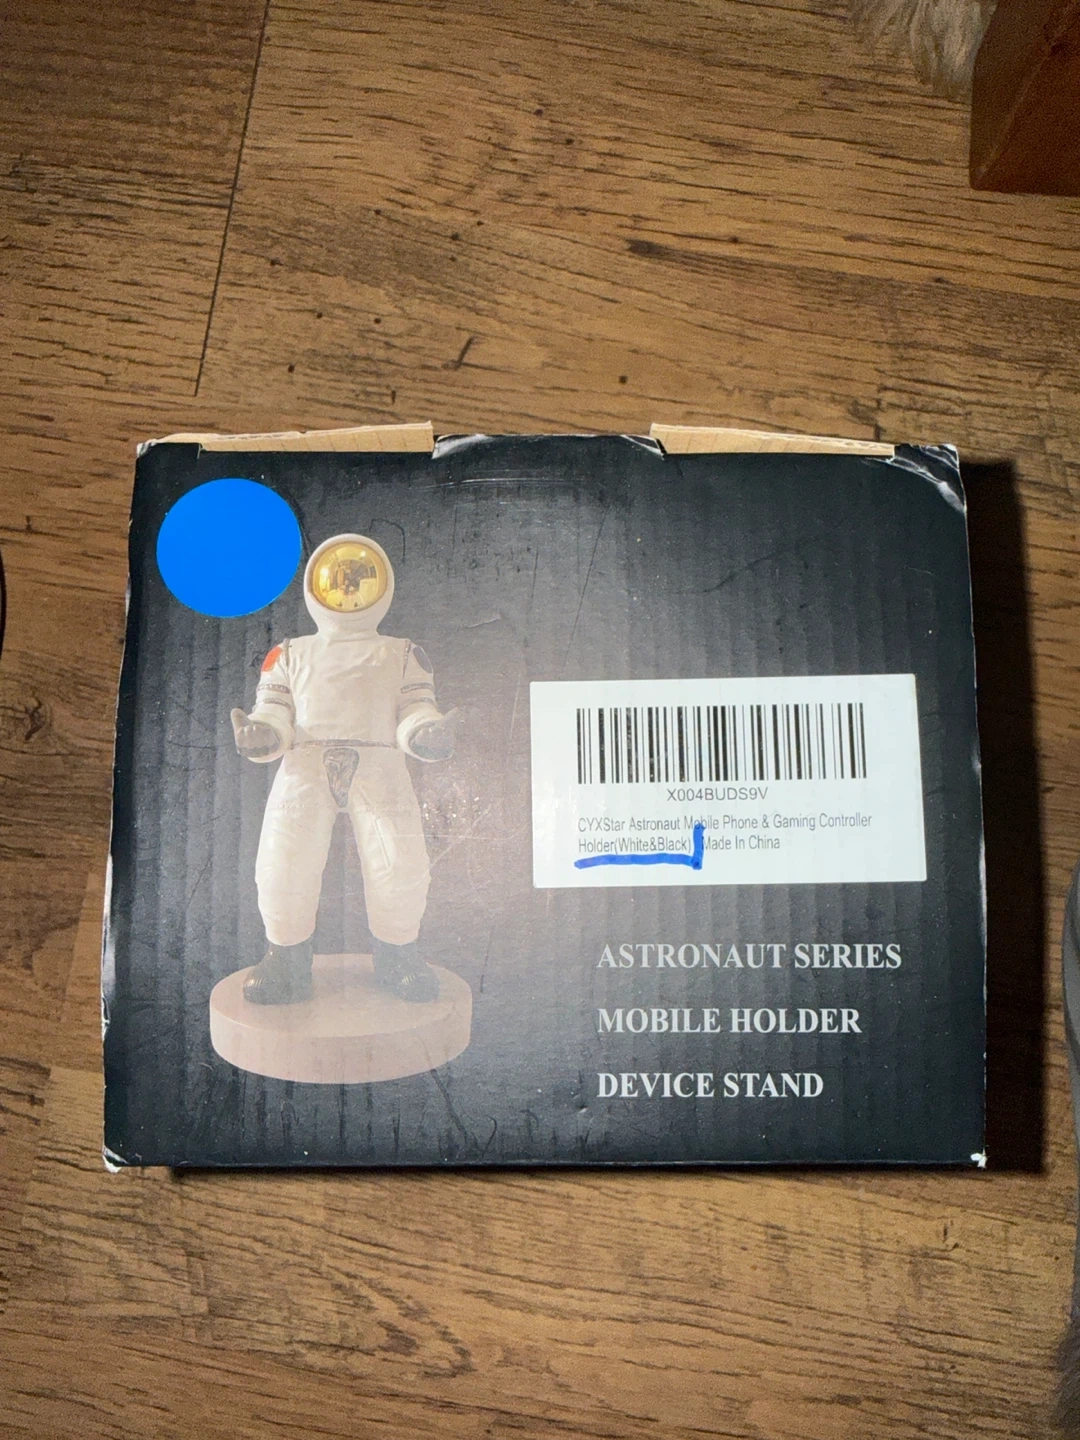 X004BUDS9V
CYXStar Astronaut Mobile Phone & Gaming Controller
Holder(White&Black) Made In China
ASTRONAUT SERIES
MOBILE HOLDER
DEVICE STAND